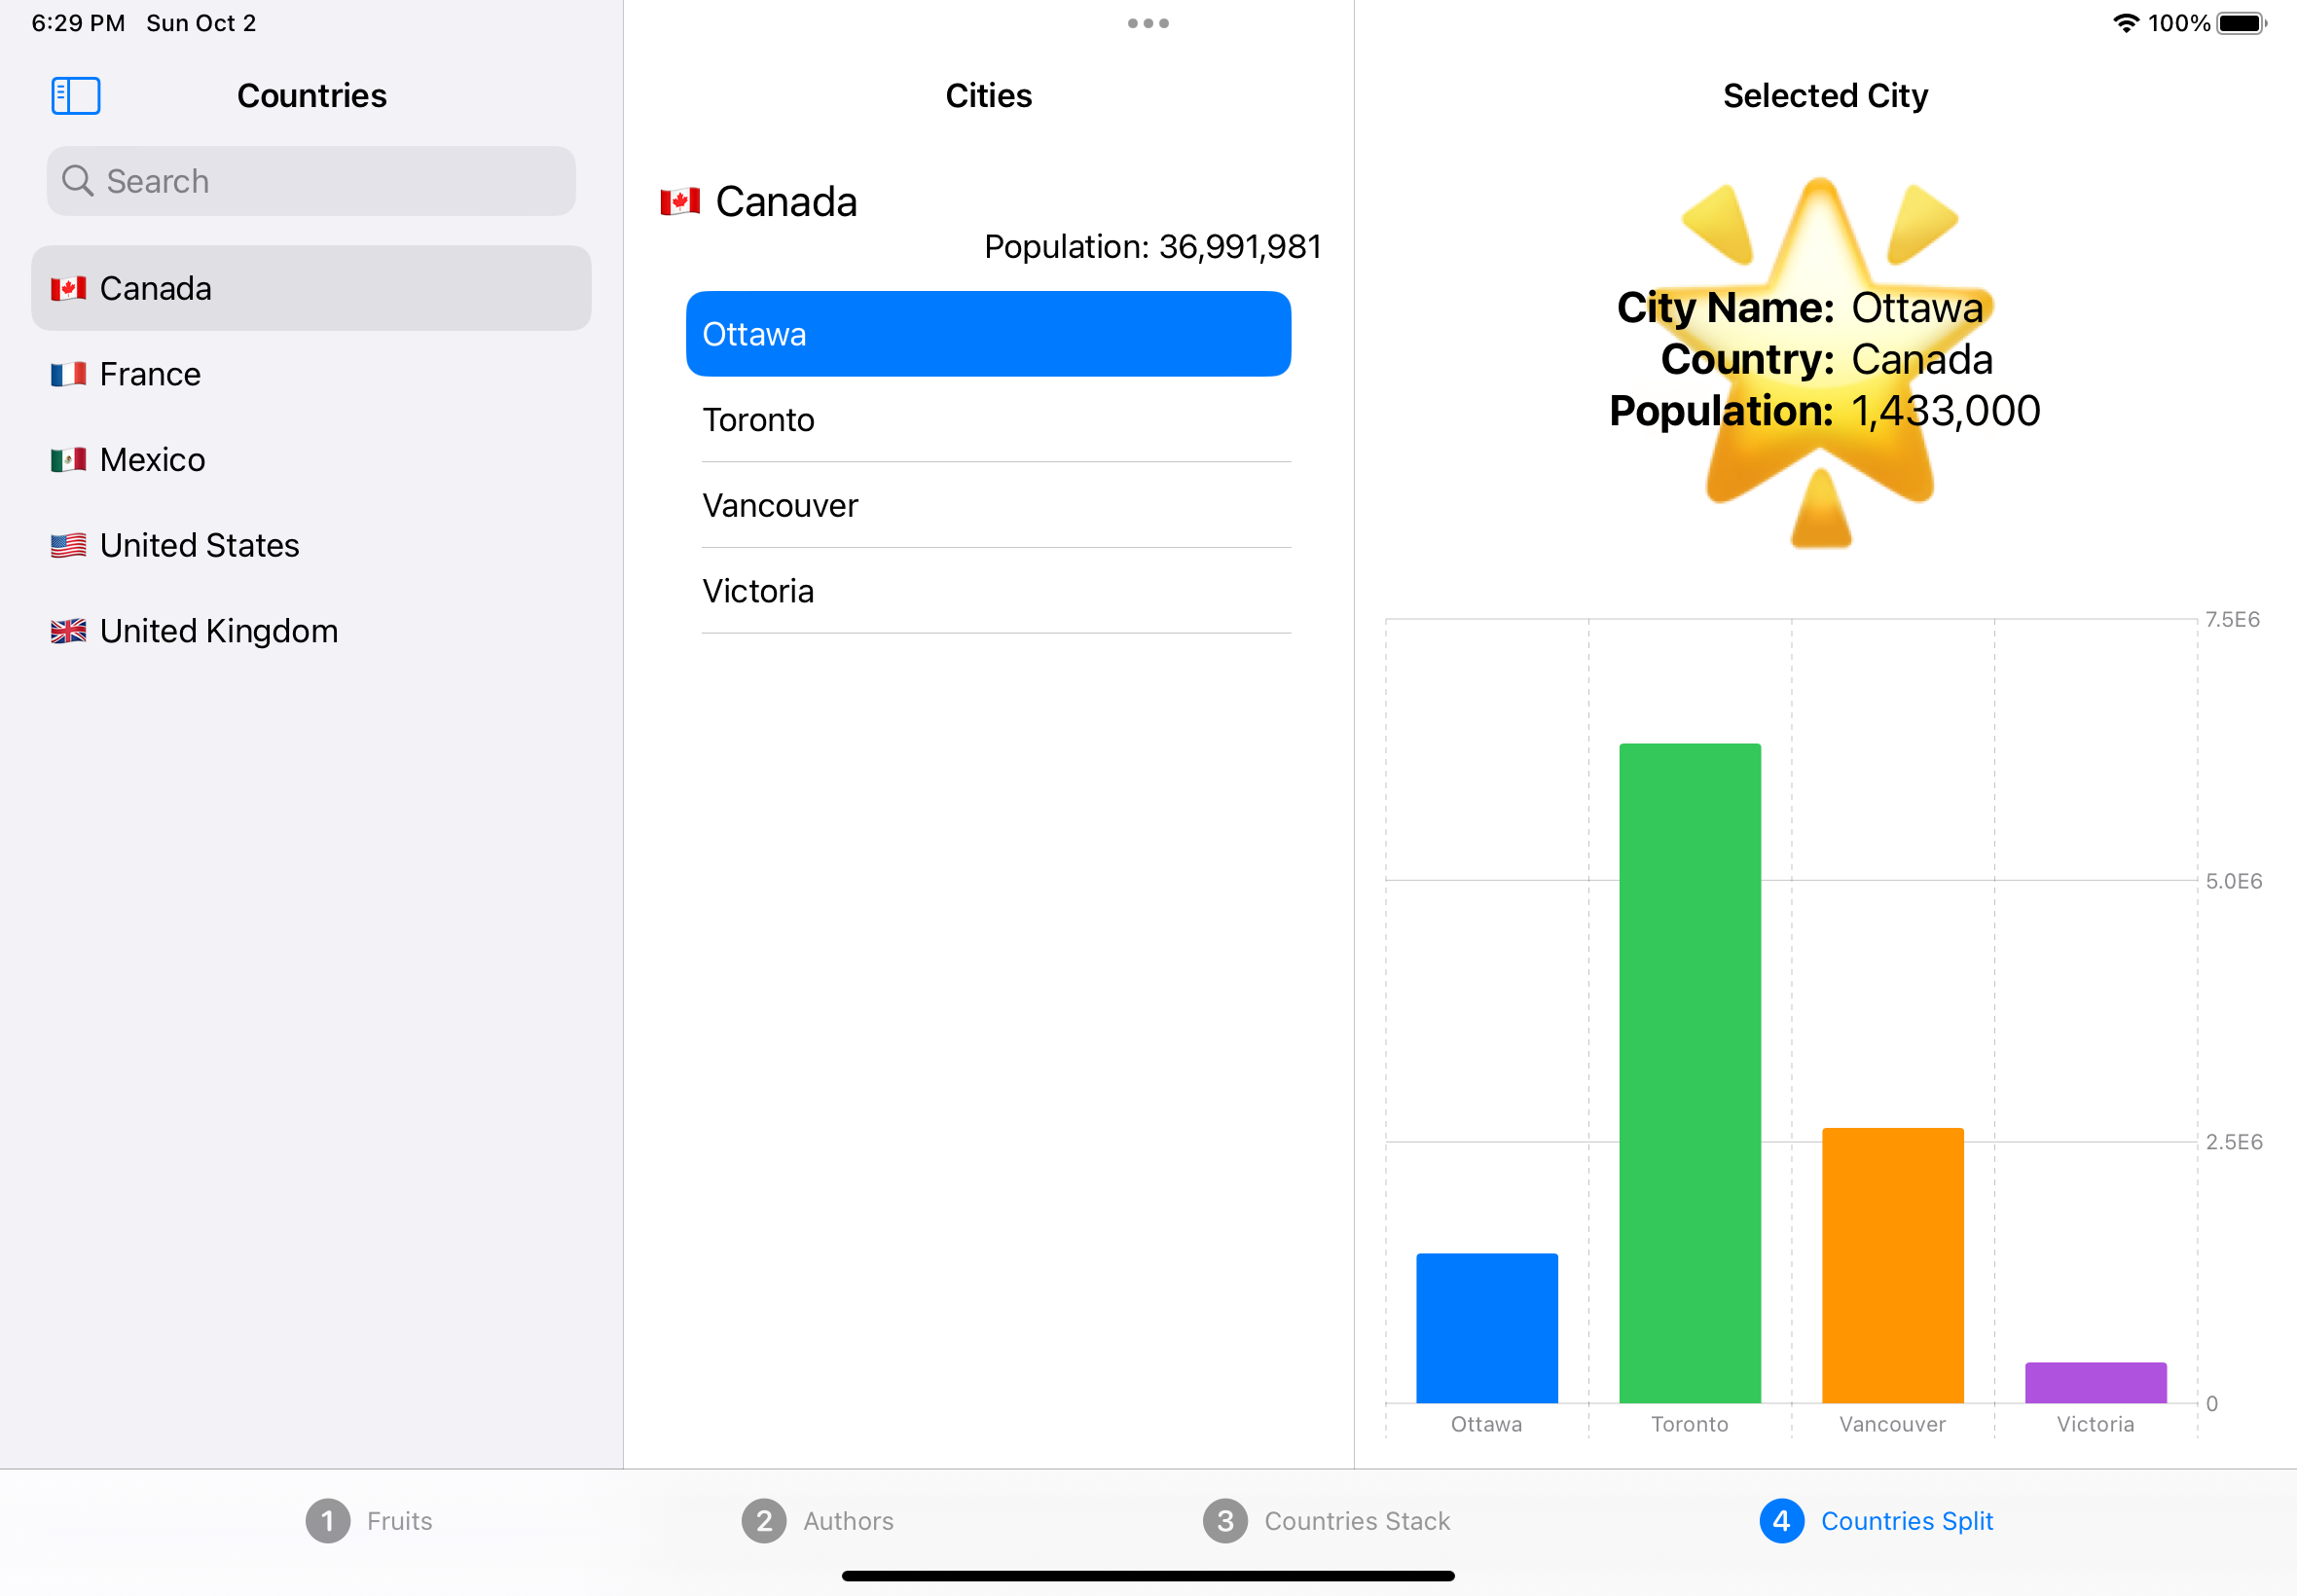 6:29 PM Sun Oct 2
100%
Countries
Search
Canada
France
Mexico
United States
United Kingdom
Cities
Canada
Population: 36,991,981
Ottawa
Toronto
Vancouver
Victoria
Selected City
City Name: Ottawa
Country: Canada
Population: 1,433,000
7.5E6
5.0E6
2.5E6
0
Ottawa Toronto Vancouver Victoria
1 Fruits 2 Authors 3 Countries Stack 4 Countries Split